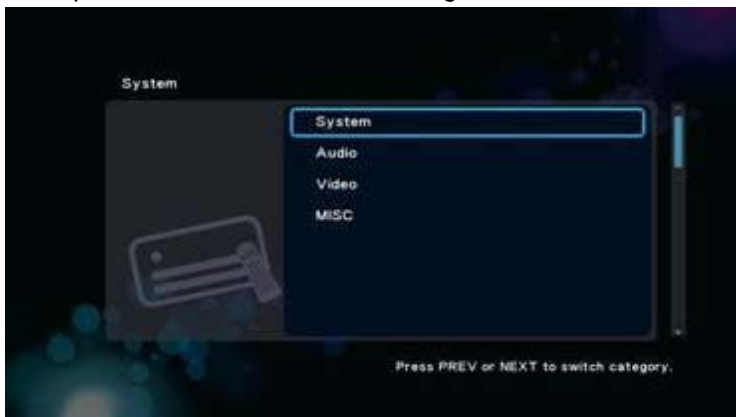 System
System
Audio
Video
MISC
Press PREV or NEXT to switch category.